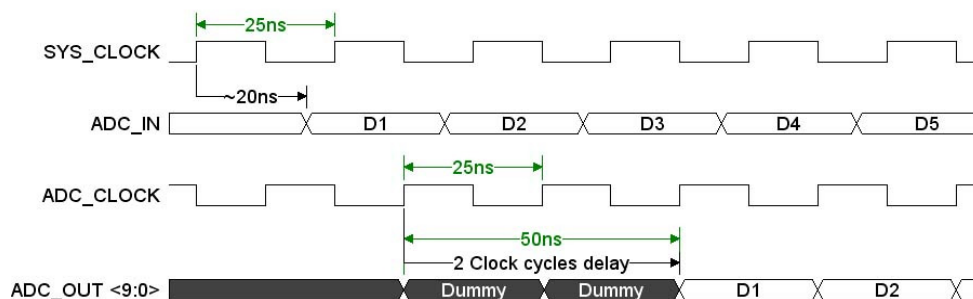 25ns
SYS_CLOCK
~20ns
ADC_IN D1 D2 D3 D4 D5
25ns
ADC_CLOCK
50ns
2 Clock cycles delay
ADC_OUT <9:0> Dummy Dummy D1 D2